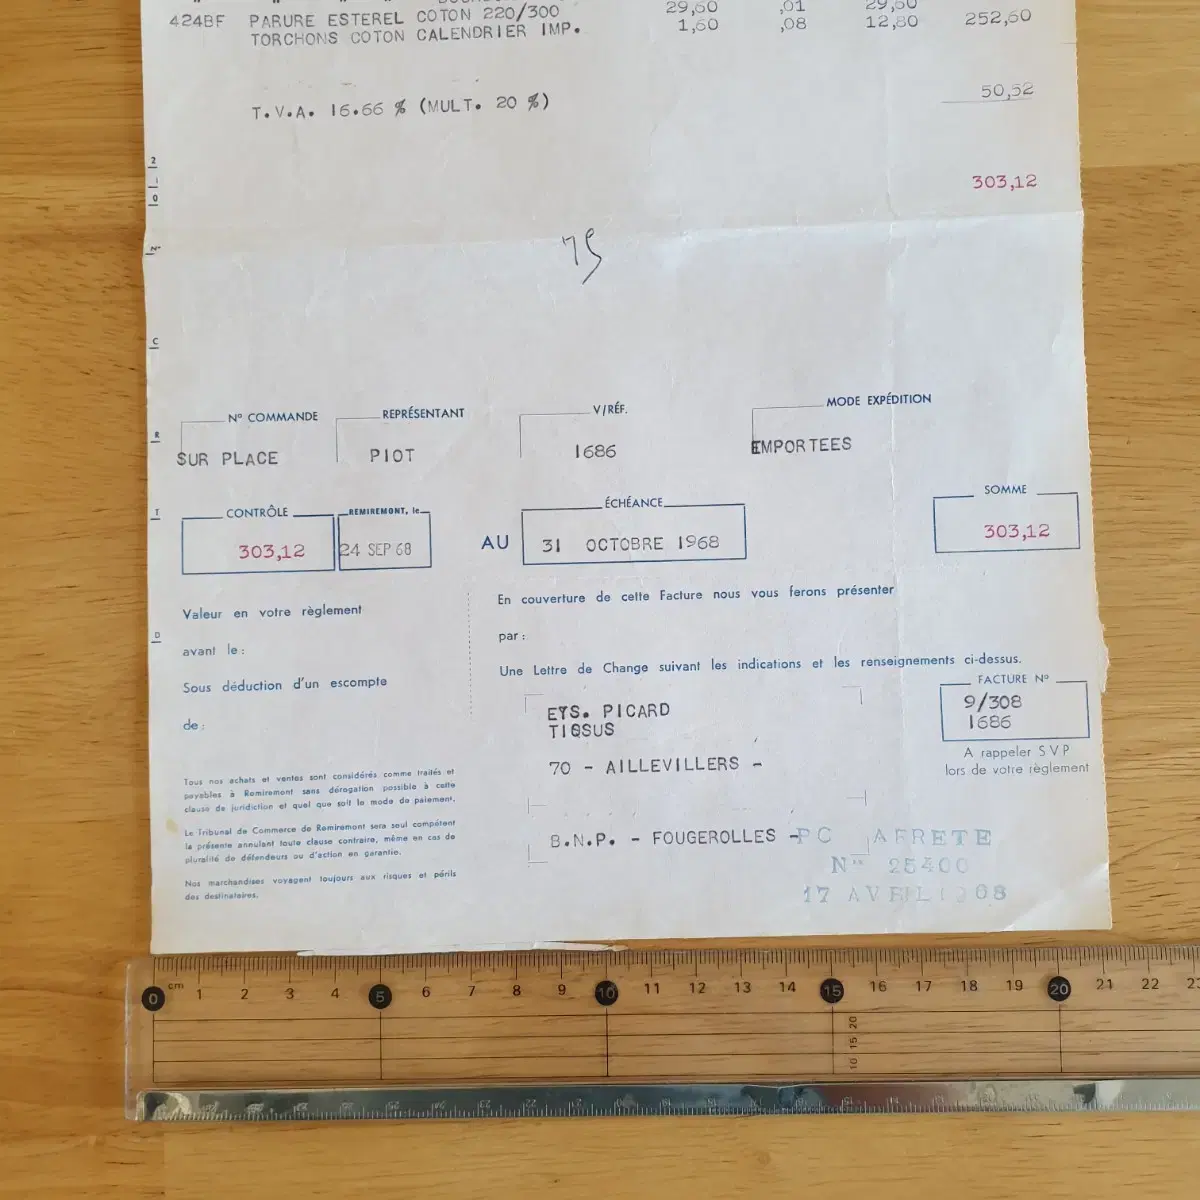 424BF PARURE ESTEREL COTON 220/300 29,60 ,01 29,60
TORCHONS COTON CALENDRIER IMP. 1,60 ,08 12,80 252,60
T.V.A. 16.66 % (MULT. 20 %) 50,52
303,12
75
N° COMMANDE REPRÉSENTANT V/RÉF. MODE EXPÉDITION
SUR PLACE PIOT 1686 EMPORTEES
CONTRÔLE REMIREMONT, le ÉCHÉANCE SOMME
303,12 24 SEP 68 AU 31 OCTOBRE 1968 303,12
Valeur en votre règlement
avant le :
Sous déduction d'un escompte
de :
En couverture de cette Facture nous vous ferons présenter
par :
Une Lettre de Change suivant les indications et les renseignements ci-dessus.
FACTURE N°
9/308
1686
A rappeler S V P
lors de votre règlement
ETS. PICARD
TISSUS
70 - AILLEVILLERS -
B.N.P. - FOUGEROLLES -
PC ARRETE
N° 25400
17 AVRIL 1968
Tous nos achats et ventes sont considérés comme traités et
payables à Remiremont sans dérogation possible à cette
clause de juridiction et quel que soit le mode de paiement.
Le Tribunal de Commerce de Remiremont sera seul compétent
la présente annulant toute clause contraire, même en cas de
pluralité de défendeurs ou d'action en garantie.
Nos marchandises voyagent toujours aux risques et périls
des destinataires.
0 cm 1 2 3 4 5 6 7 8 9 10 11 12 13 14 15 16 17 18 19 20 21 22
10 15 20